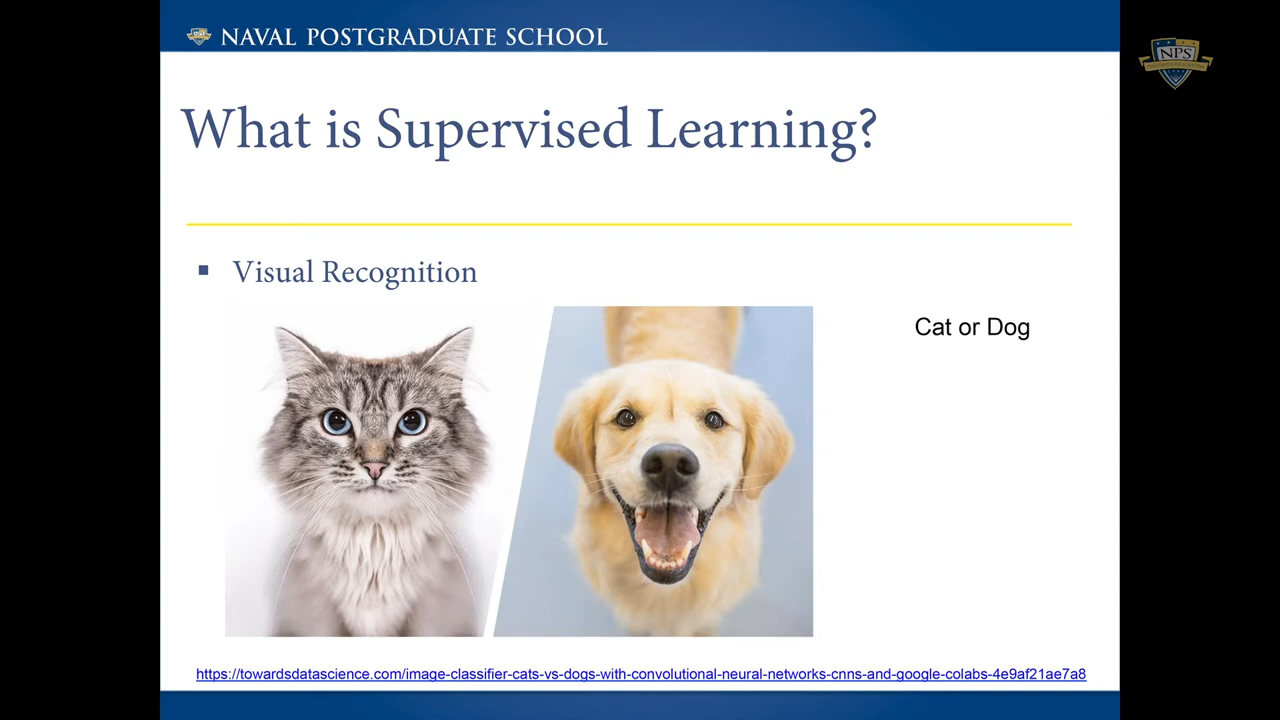 NAVAL POSTGRADUATE SCHOOL
NPS
What is Supervised Learning?
▪ Visual Recognition
Cat or Dog
https://towardsdatascience.com/image-classifier-cats-vs-dogs-with-convolutional-neural-networks-cnns-and-google-colabs-4e9af21ae7a8